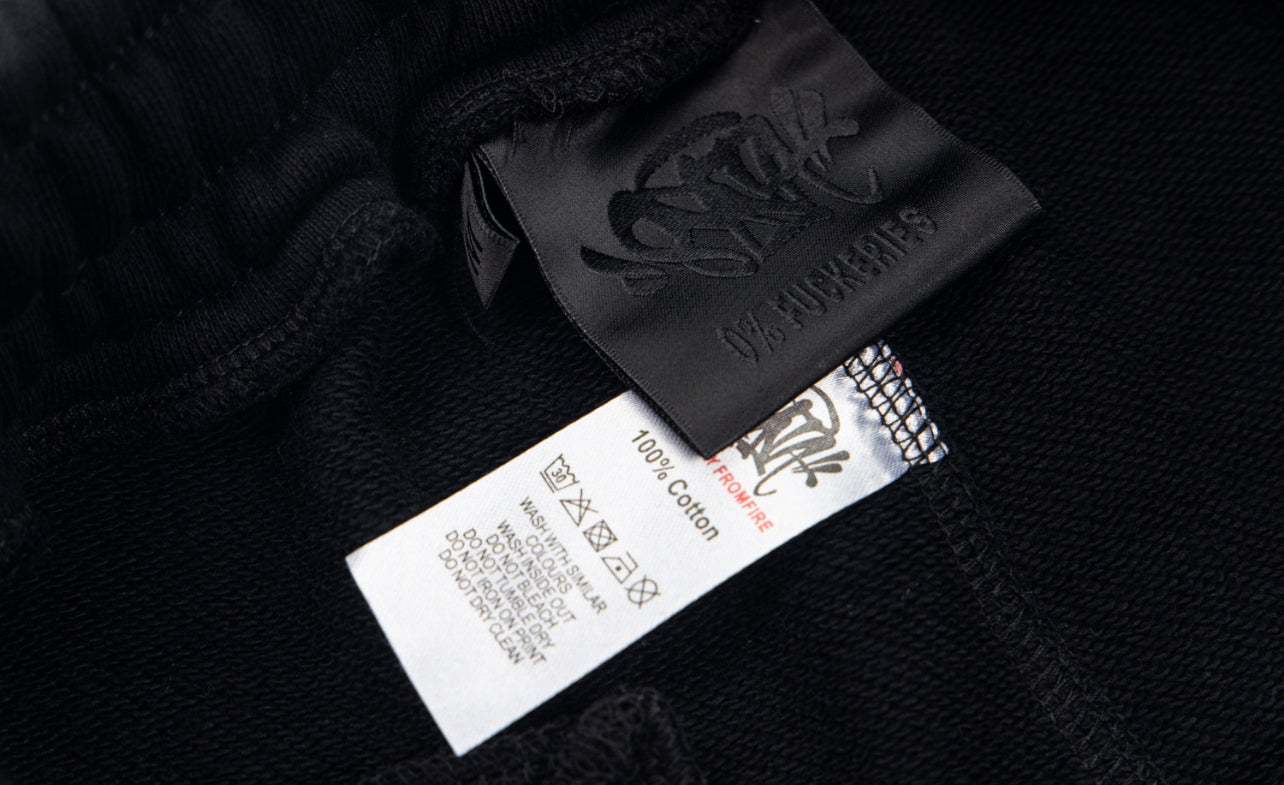 0% FUCKERIES
Y FROMFIRE
100% Cotton
30
WASH WITH SIMILAR
COLOURS
WASH INSIDE OUT
DO NOT BLEACH
DO NOT TUMBLE DRY
DO NOT IRON ON PRINT
DO NOT DRY CLEAN